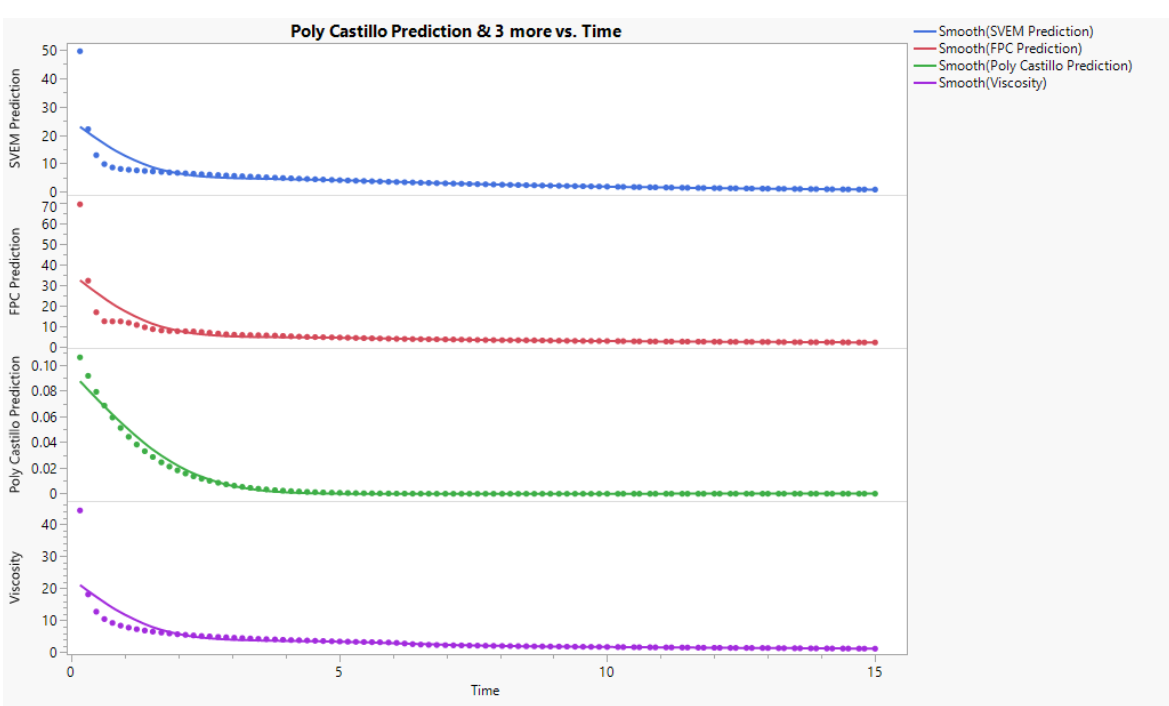 Poly Castillo Prediction & 3 more vs. Time
Smooth(SVEM Prediction)
Smooth(FPC Prediction)
Smooth(Poly Castillo Prediction)
Smooth(Viscosity)
SVEM Prediction
50
40
30
20
10
0
FPC Prediction
70
60
50
40
30
20
10
0
Poly Castillo Prediction
0.10
0.08
0.06
0.04
0.02
0
Viscosity
40
30
20
10
0
0 5 10 15
Time